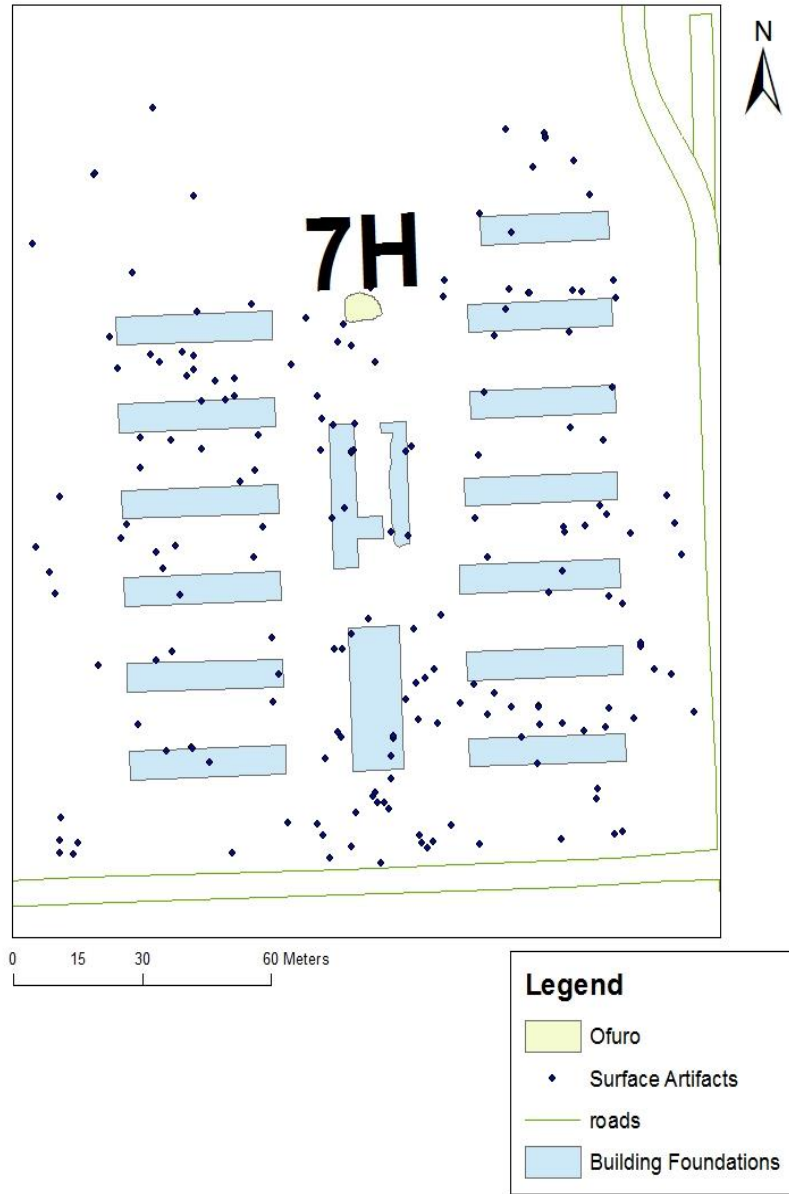 N
7H
0 15 30 60 Meters
Legend
Ofuro
Surface Artifacts
roads
Building Foundations